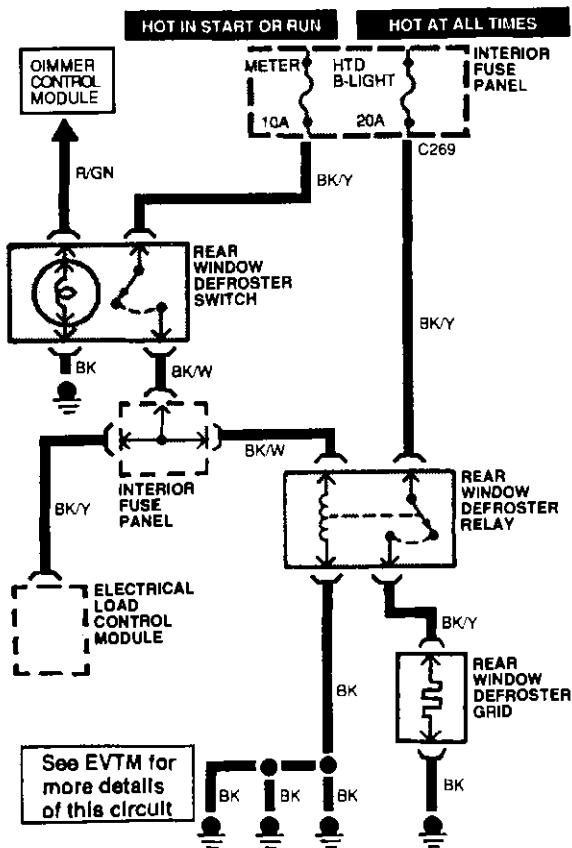 HOT IN START OR RUN
HOT AT ALL TIMES
OIMMER
CONTROL
MODULE
METER
HTD
B-LIGHT
INTERIOR
FUSE
PANEL
10A
20A
C269
R/GN
BK/Y
REAR
WINDOW
DEFROSTER
SWITCH
BK/Y
BK
BK/W
BK/W
INTERIOR
FUSE
PANEL
REAR
WINDOW
DEFROSTER
RELAY
BK/Y
ELECTRICAL
LOAD
CONTROL
MODULE
BK/Y
REAR
WINDOW
DEFROSTER
GRID
BK
See EVTM for
more details
of this circuit
BK
BK
BK
BK